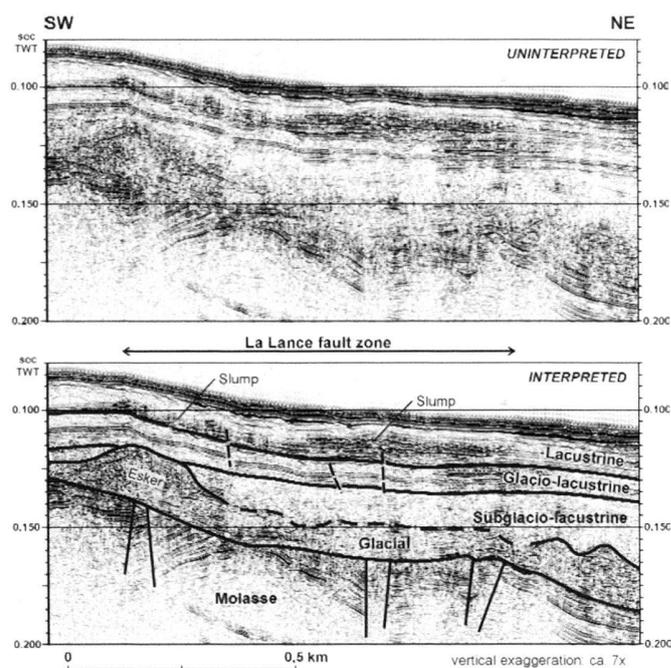 SW NE
sec
TWT
UNINTERPRETED
0.100 0.100
0.150 0.150
0.200 0.200
La Lance fault zone
sec
TWT
INTERPRETED
Slump
Slump
0.100 0.100
Lacustrine
Glacio-lacustrine
Esker
Subglacio-lacustrine
0.150 0.150
Glacial
Molasse
0.200 0.200
0 0,5 km
vertical exaggeration: ca. 7x